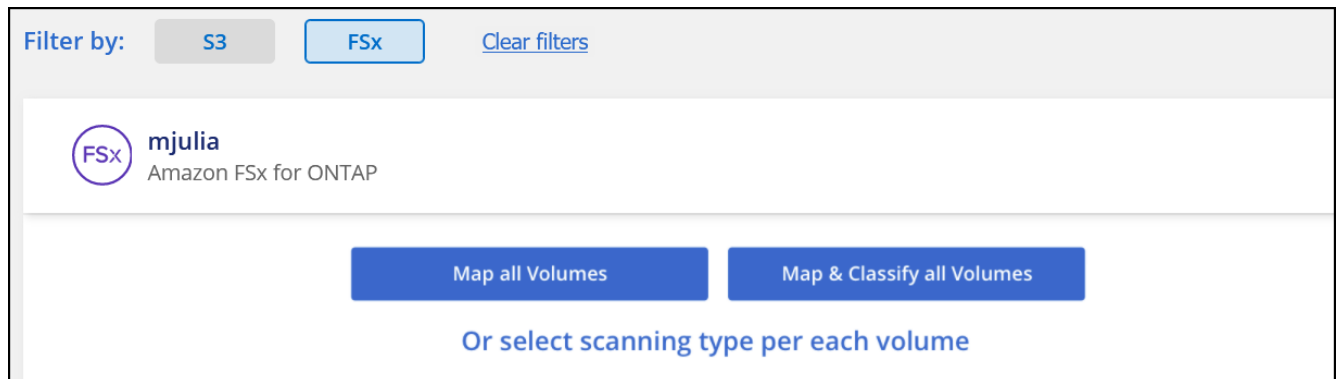 Filter by: S3 FSx Clear filters
FSx
mjulia
Amazon FSx for ONTAP
Map all Volumes Map & Classify all Volumes
Or select scanning type per each volume